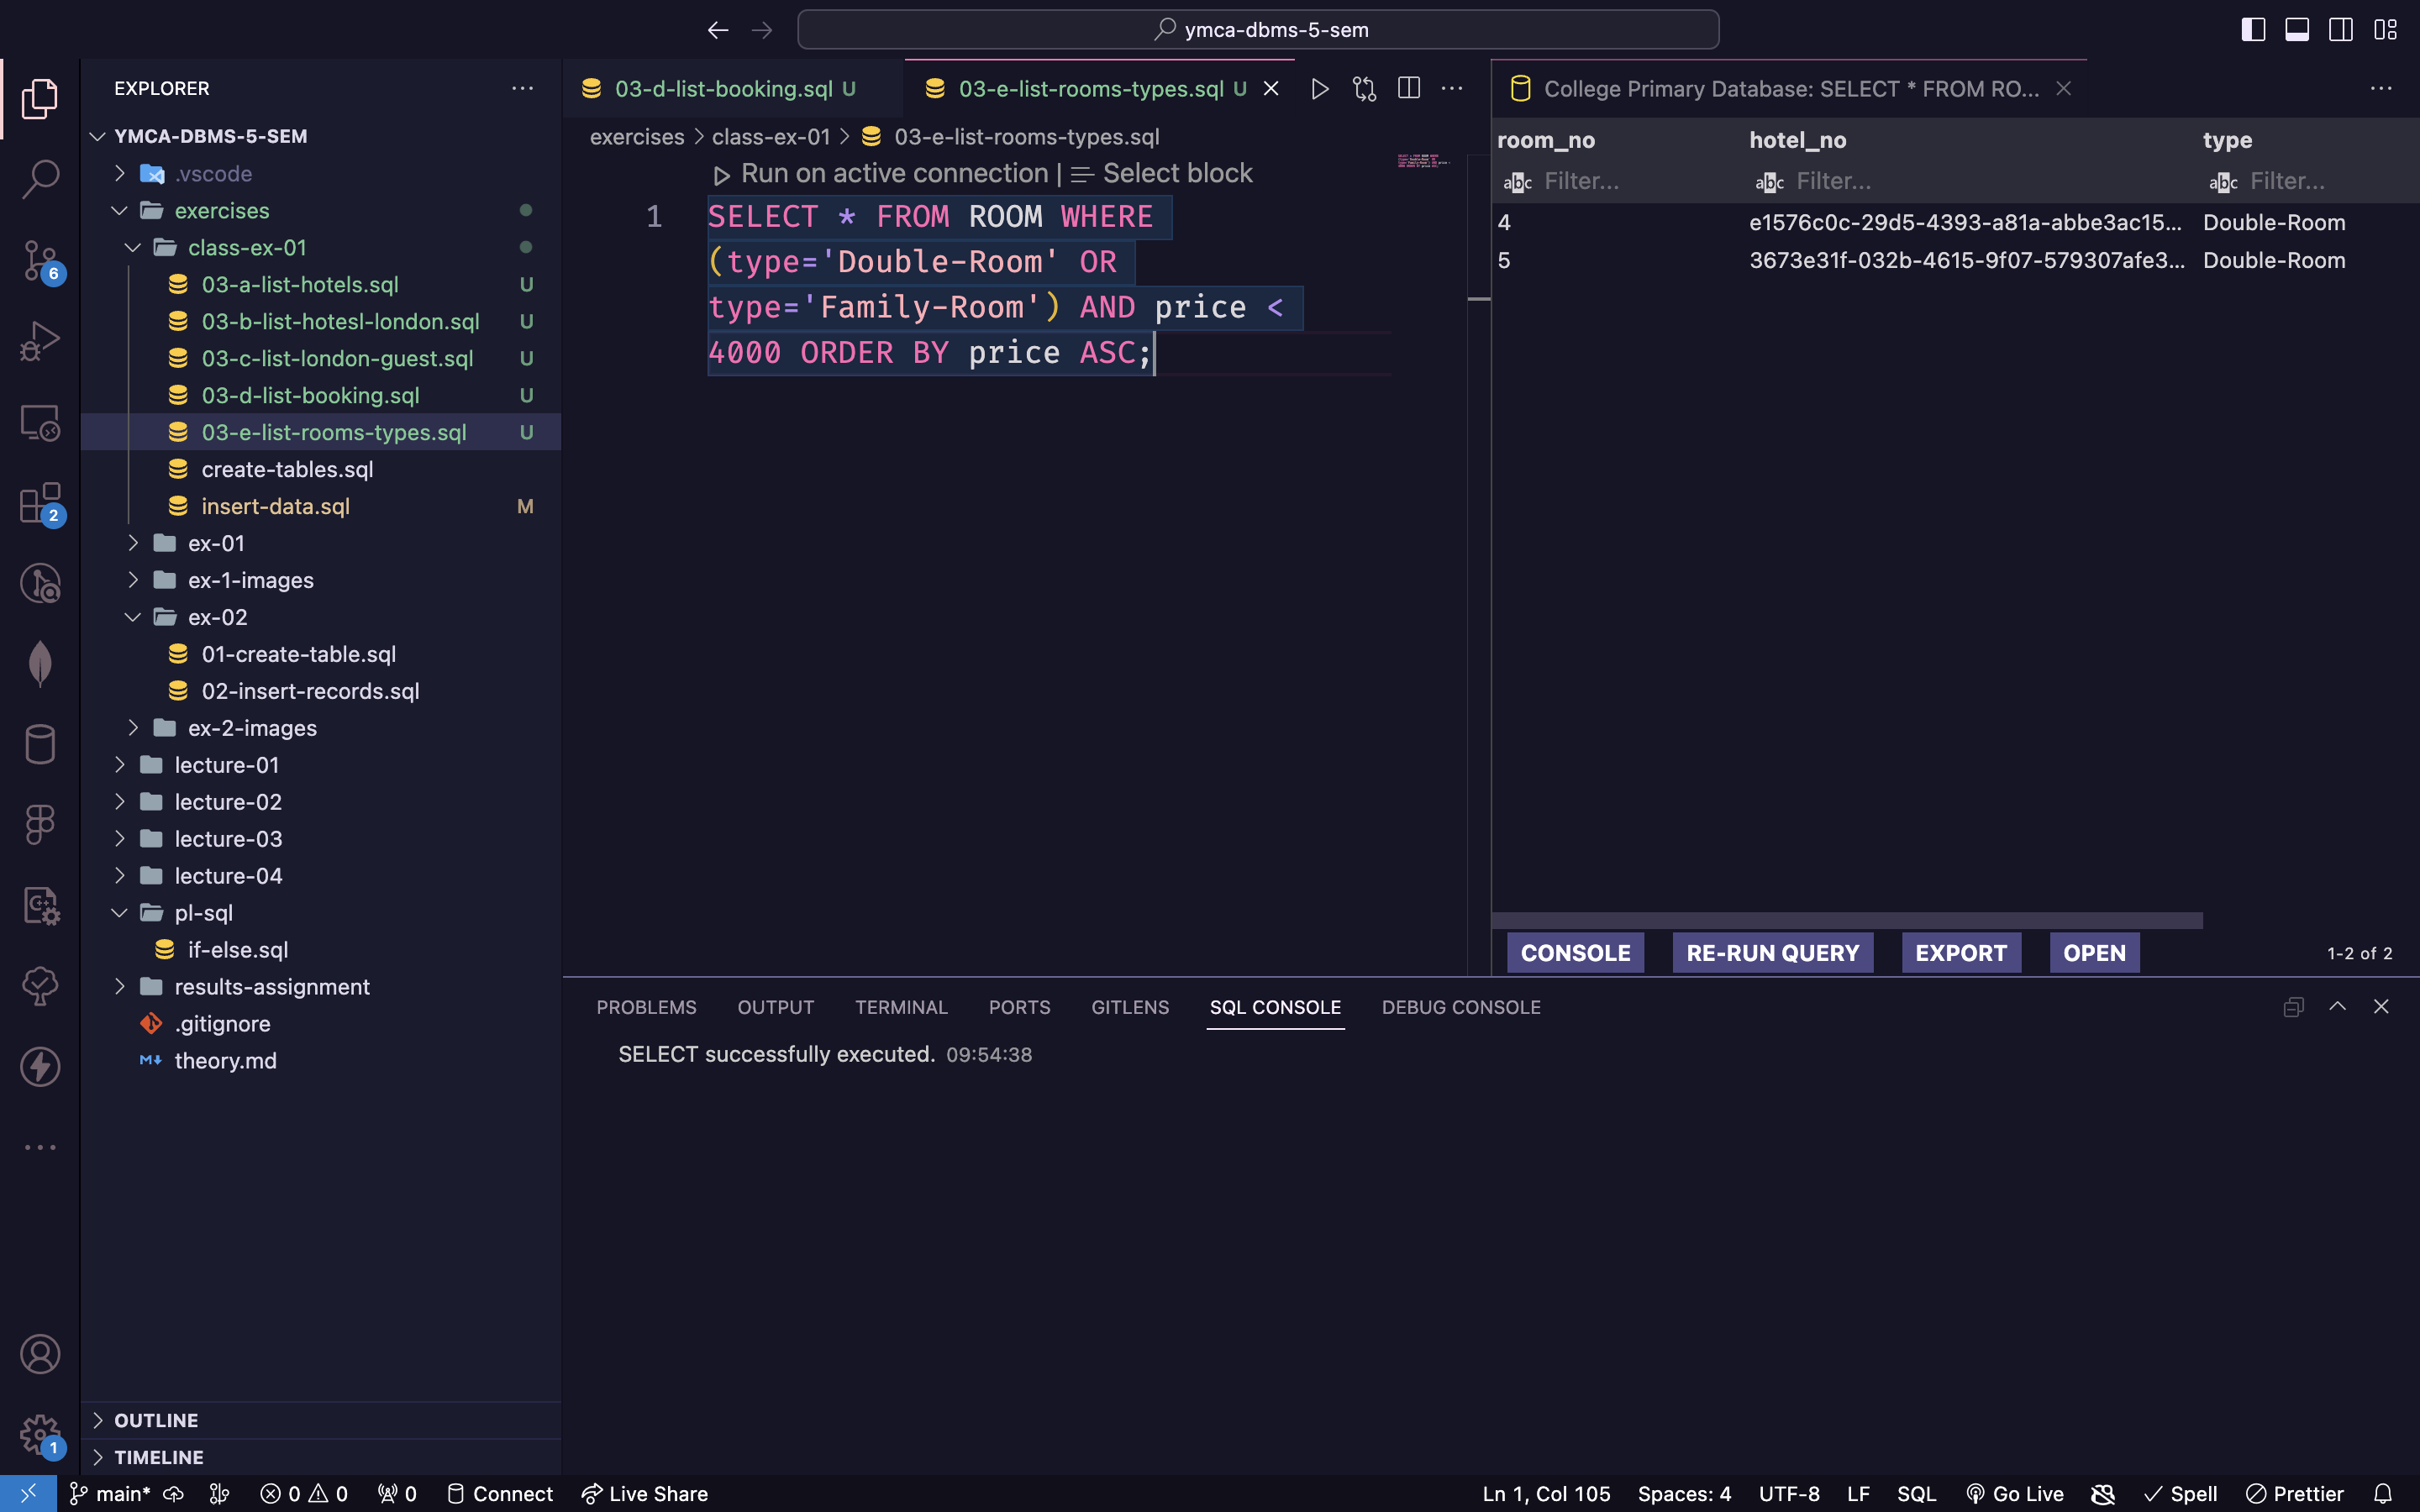 ymca-dbms-5-sem
EXPLORER
YMCA-DBMS-5-SEM
.vscode
exercises
class-ex-01
03-a-list-hotels.sql U
03-b-list-hotesl-london.sql U
03-c-list-london-guest.sql U
03-d-list-booking.sql U
03-e-list-rooms-types.sql U
create-tables.sql
insert-data.sql M
ex-01
ex-1-images
ex-02
01-create-table.sql
02-insert-records.sql
ex-2-images
lecture-01
lecture-02
lecture-03
lecture-04
pl-sql
if-else.sql
results-assignment
.gitignore
theory.md
OUTLINE
TIMELINE
6
2
1
03-d-list-booking.sql U
03-e-list-rooms-types.sql U
exercises > class-ex-01 > 03-e-list-rooms-types.sql
Run on active connection | Select block
1 SELECT * FROM ROOM WHERE
(type='Double-Room' OR
type='Family-Room') AND price <
4000 ORDER BY price ASC;
College Primary Database: SELECT * FROM RO...
room_no hotel_no type
abc Filter... abc Filter... abc Filter...
4 e1576c0c-29d5-4393-a81a-abbe3ac15... Double-Room
5 3673e31f-032b-4615-9f07-579307afe3... Double-Room
CONSOLE RE-RUN QUERY EXPORT OPEN 1-2 of 2
PROBLEMS OUTPUT TERMINAL PORTS GITLENS SQL CONSOLE DEBUG CONSOLE
SELECT successfully executed. 09:54:38
main* 0 0 0 Connect Live Share Ln 1, Col 105 Spaces: 4 UTF-8 LF SQL Go Live Spell Prettier